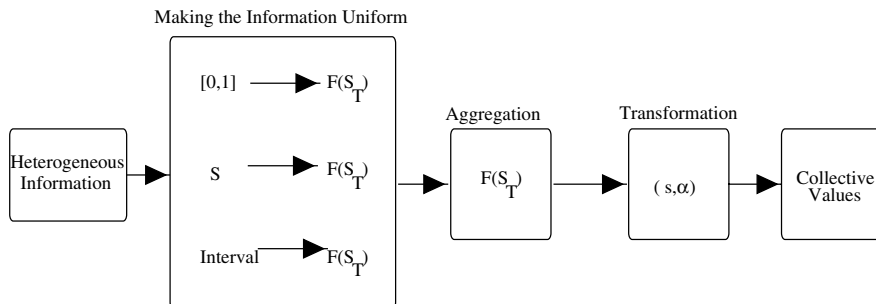 Making the Information Uniform
[0,1] F(S_T)
Aggregation
Transformation
Heterogeneous
Information
S F(S_T)
F(S_T)
( s,α)
Collective
Values
Interval F(S_T)